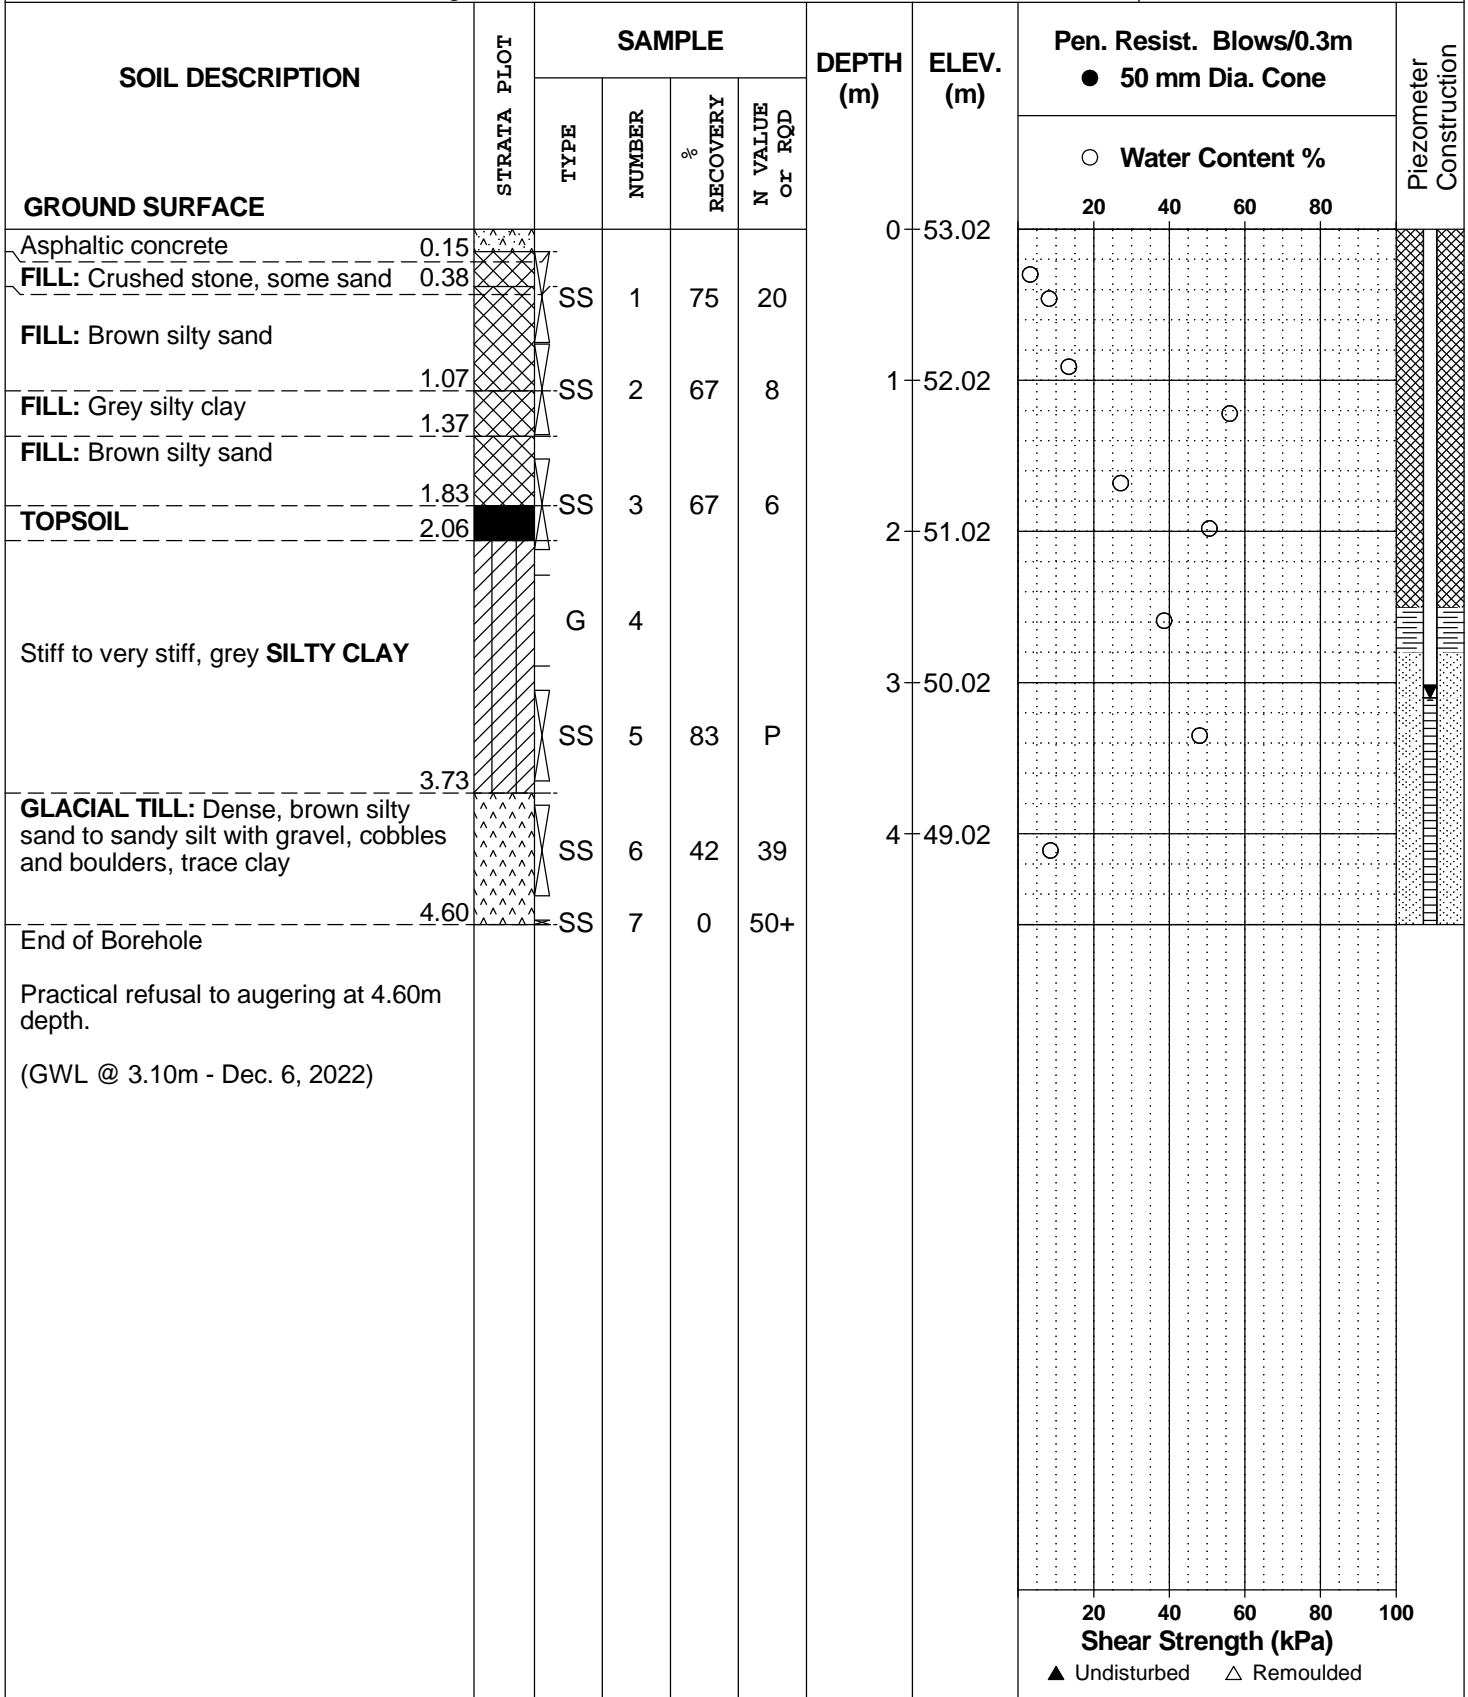 SOIL DESCRIPTION
GROUND SURFACE
STRATA PLOT
SAMPLE
TYPE
NUMBER
% RECOVERY
N VALUE or RQD
DEPTH (m)
ELEV. (m)
Pen. Resist. Blows/0.3m
● 50 mm Dia. Cone
○ Water Content %
20 40 60 80
Piezometer Construction
0 53.02
Asphaltic concrete 0.15
FILL: Crushed stone, some sand 0.38
SS 1 75 20
FILL: Brown silty sand
1.07
SS 2 67 8
1 52.02
FILL: Grey silty clay
1.37
FILL: Brown silty sand
1.83
SS 3 67 6
TOPSOIL
2.06
2 51.02
G 4
Stiff to very stiff, grey SILTY CLAY
3 50.02
SS 5 83 P
3.73
GLACIAL TILL: Dense, brown silty
sand to sandy silt with gravel, cobbles
and boulders, trace clay
SS 6 42 39
4 49.02
4.60
SS 7 0 50+
End of Borehole
Practical refusal to augering at 4.60m
depth.
(GWL @ 3.10m - Dec. 6, 2022)
20 40 60 80 100
Shear Strength (kPa)
▲ Undisturbed △ Remoulded